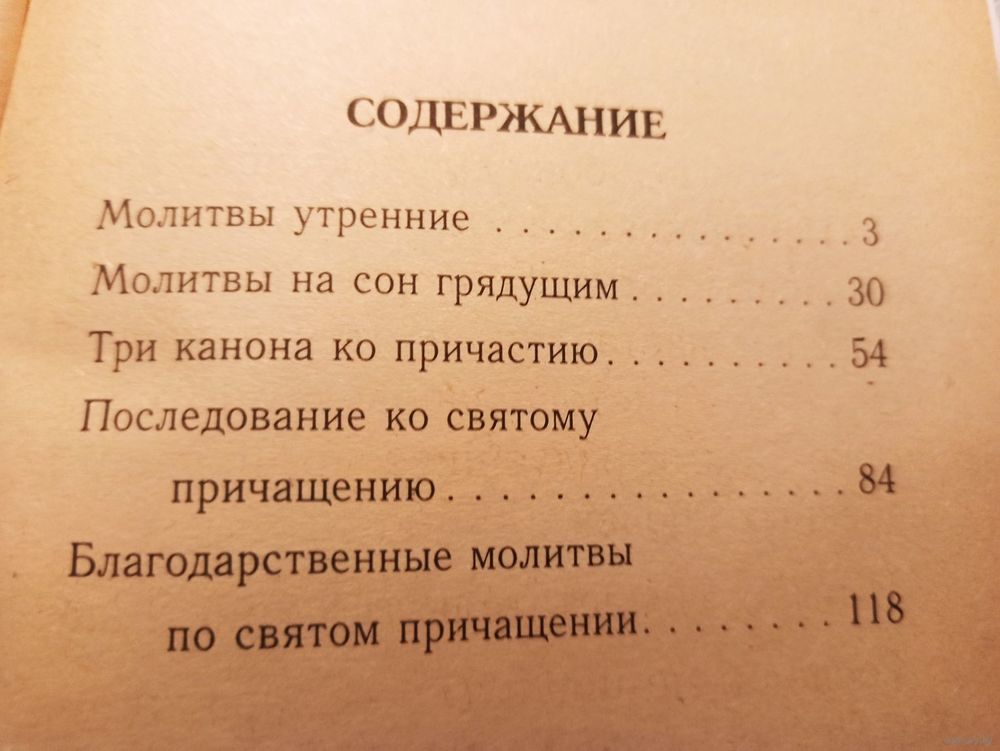 СОДЕРЖАНИЕ
Молитвы утренние . . . . . . . . . . . . . . . 3
Молитвы на сон грядущим . . . . . . . . . 30
Три канона ко причастию . . . . . . . . . . 54
Последование ко святому
причащению . . . . . . . . . . . . . . . . . 84
Благодарственные молитвы
по святом причащении . . . . . . . . 118